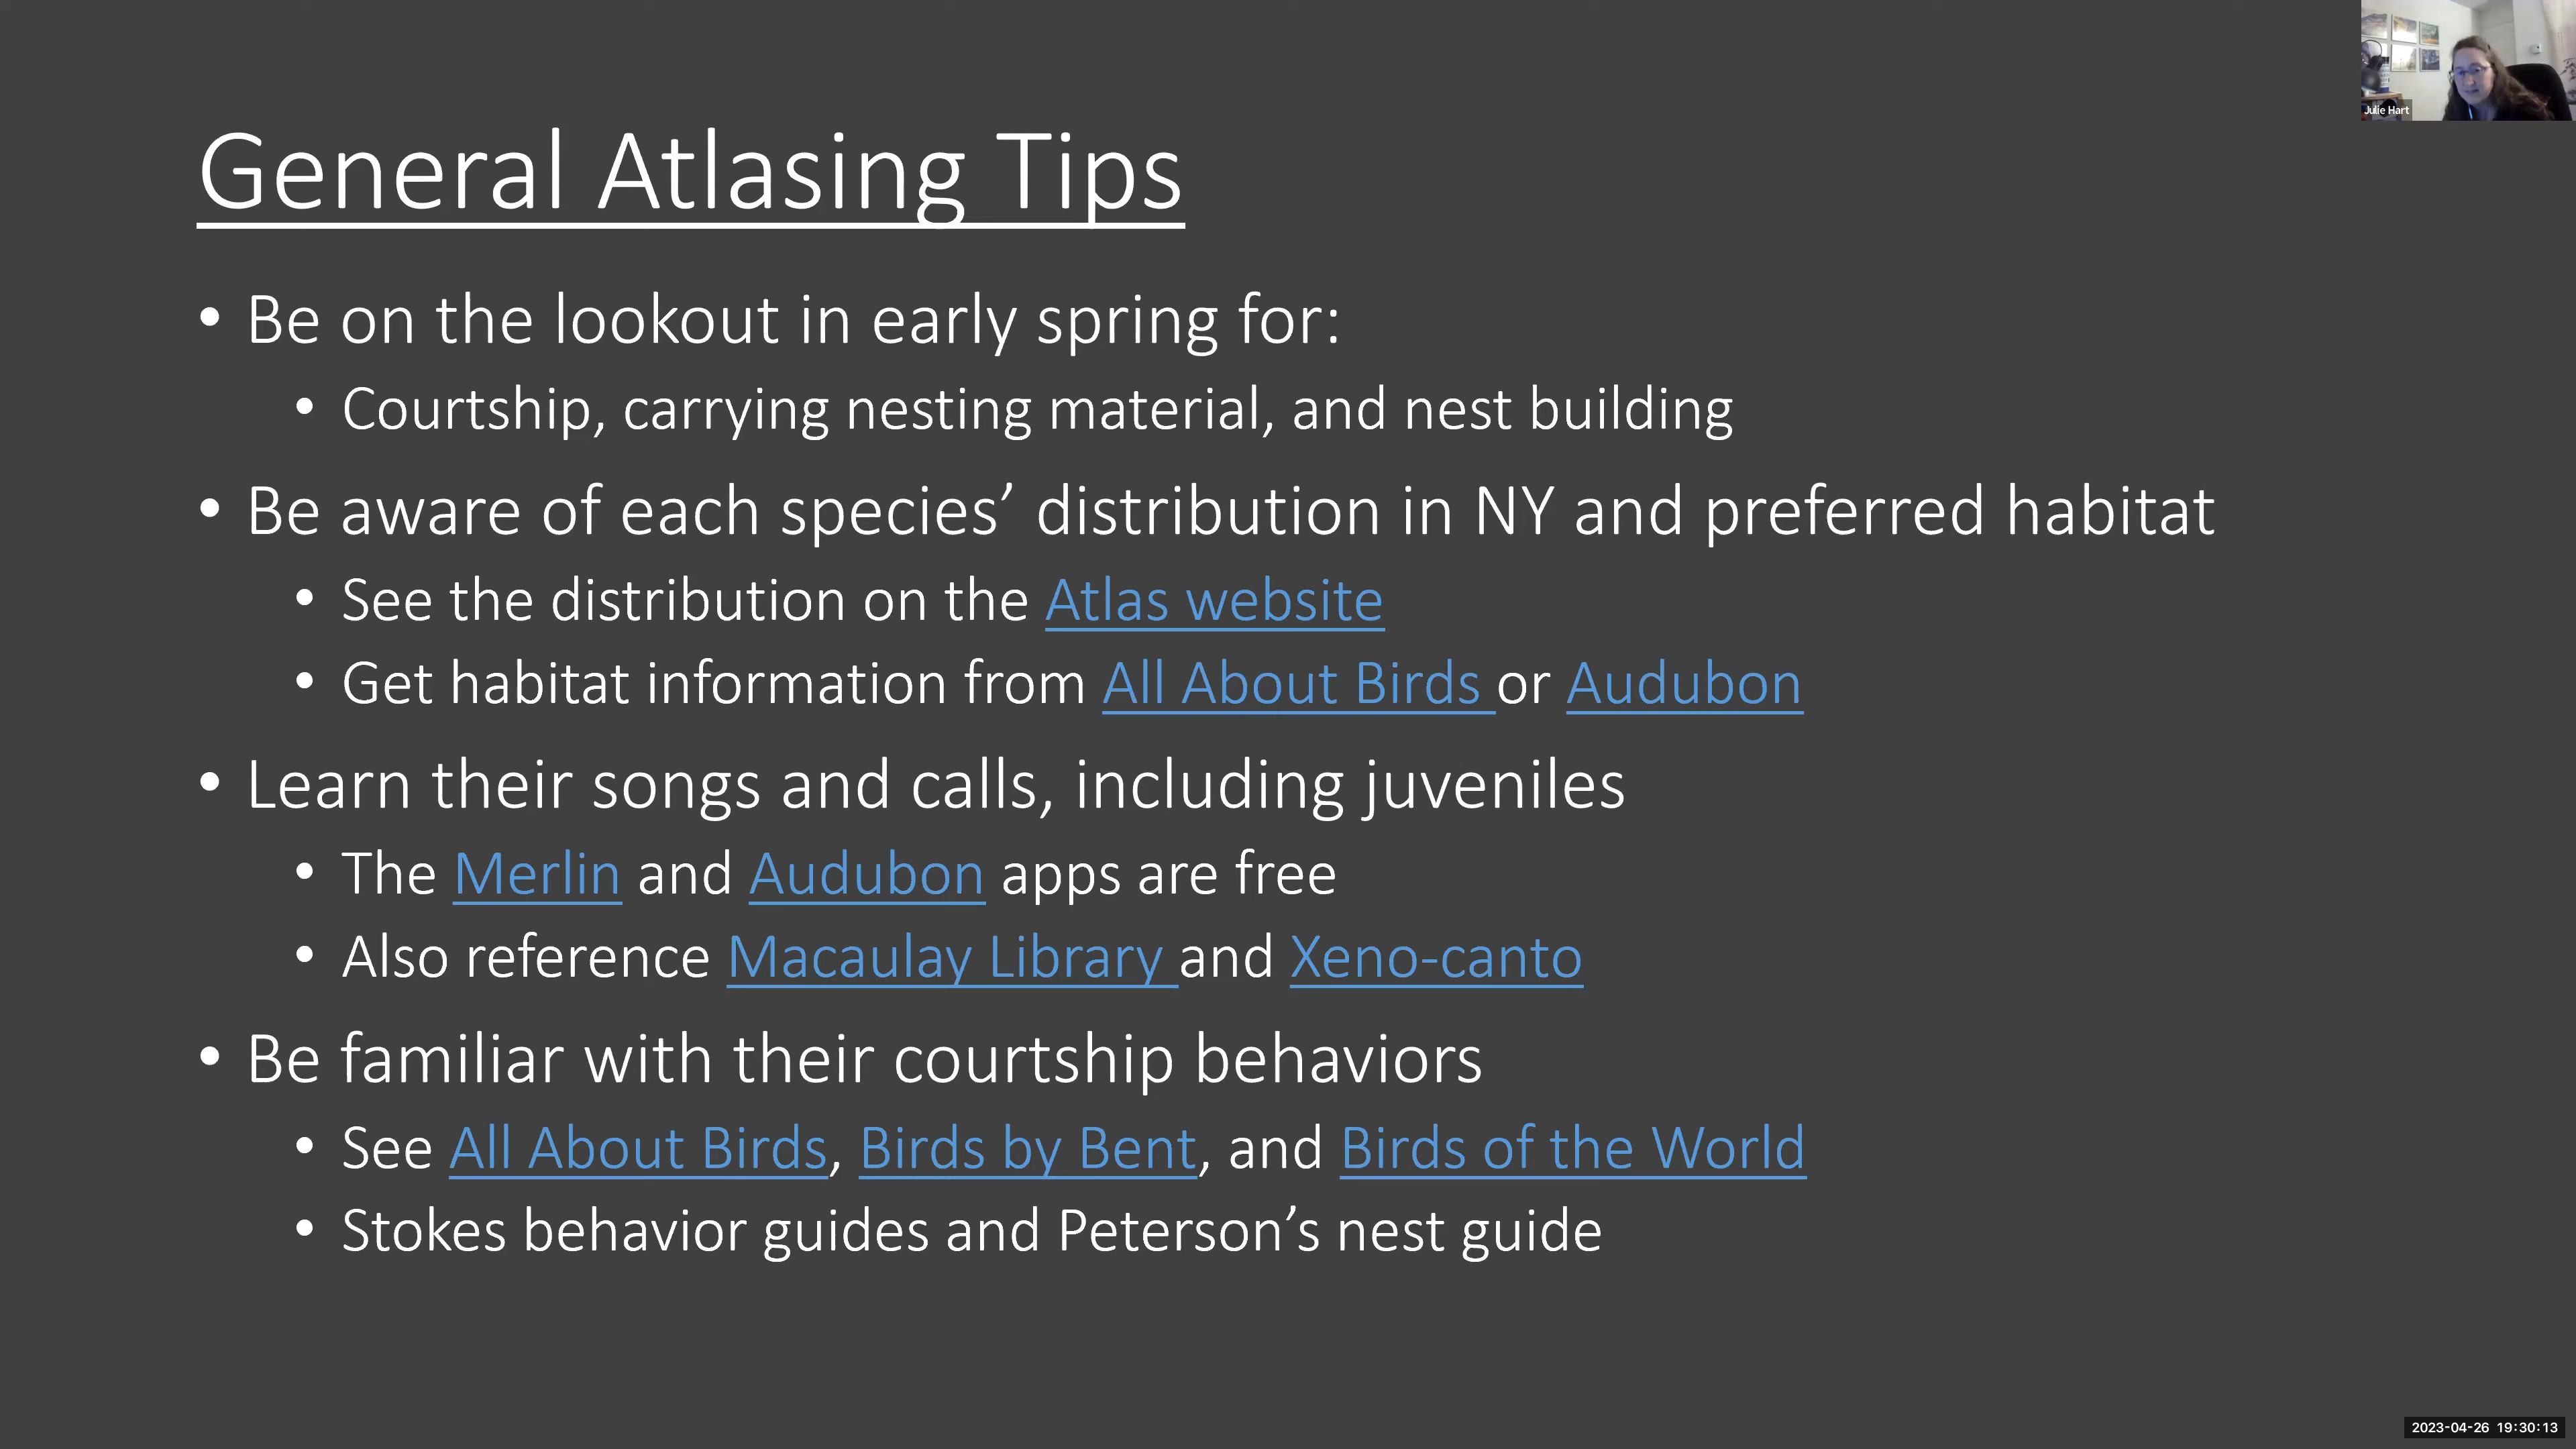 Julie Hart
General Atlasing Tips
• Be on the lookout in early spring for:
• Courtship, carrying nesting material, and nest building
• Be aware of each species’ distribution in NY and preferred habitat
• See the distribution on the Atlas website
• Get habitat information from All About Birds or Audubon
• Learn their songs and calls, including juveniles
• The Merlin and Audubon apps are free
• Also reference Macaulay Library and Xeno-canto
• Be familiar with their courtship behaviors
• See All About Birds, Birds by Bent, and Birds of the World
• Stokes behavior guides and Peterson’s nest guide
2023-04-26 19:30:13